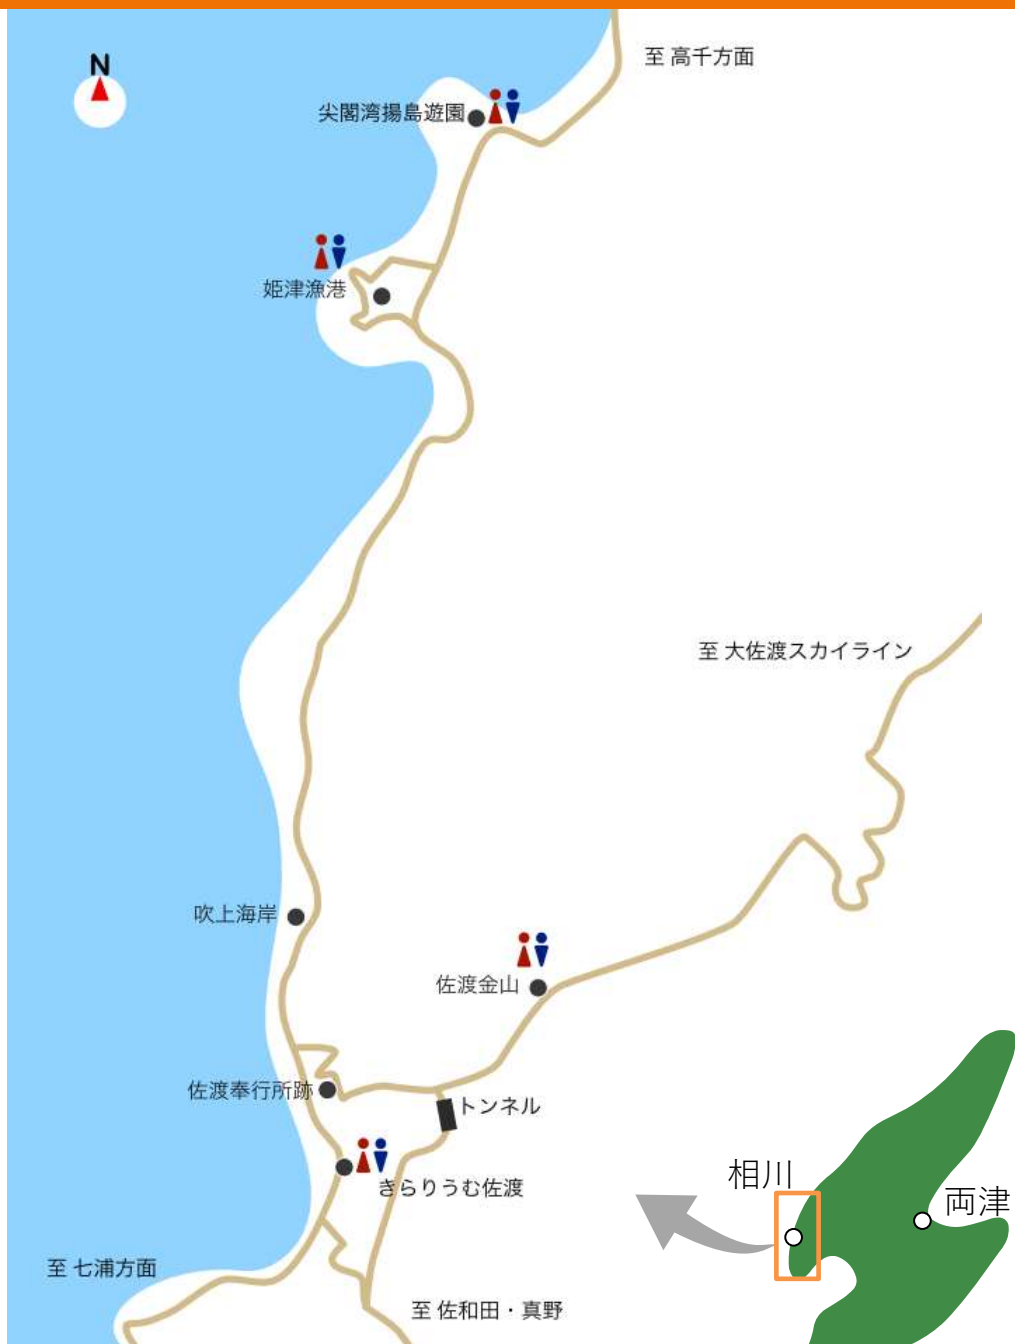 N
至 高千方面
尖閣湾揚島遊園
姫津漁港
至 大佐渡スカイライン
吹上海岸
佐渡金山
佐渡奉行所跡
トンネル
きらりうむ佐渡
相川
両津
至 七浦方面
至 佐和田・真野